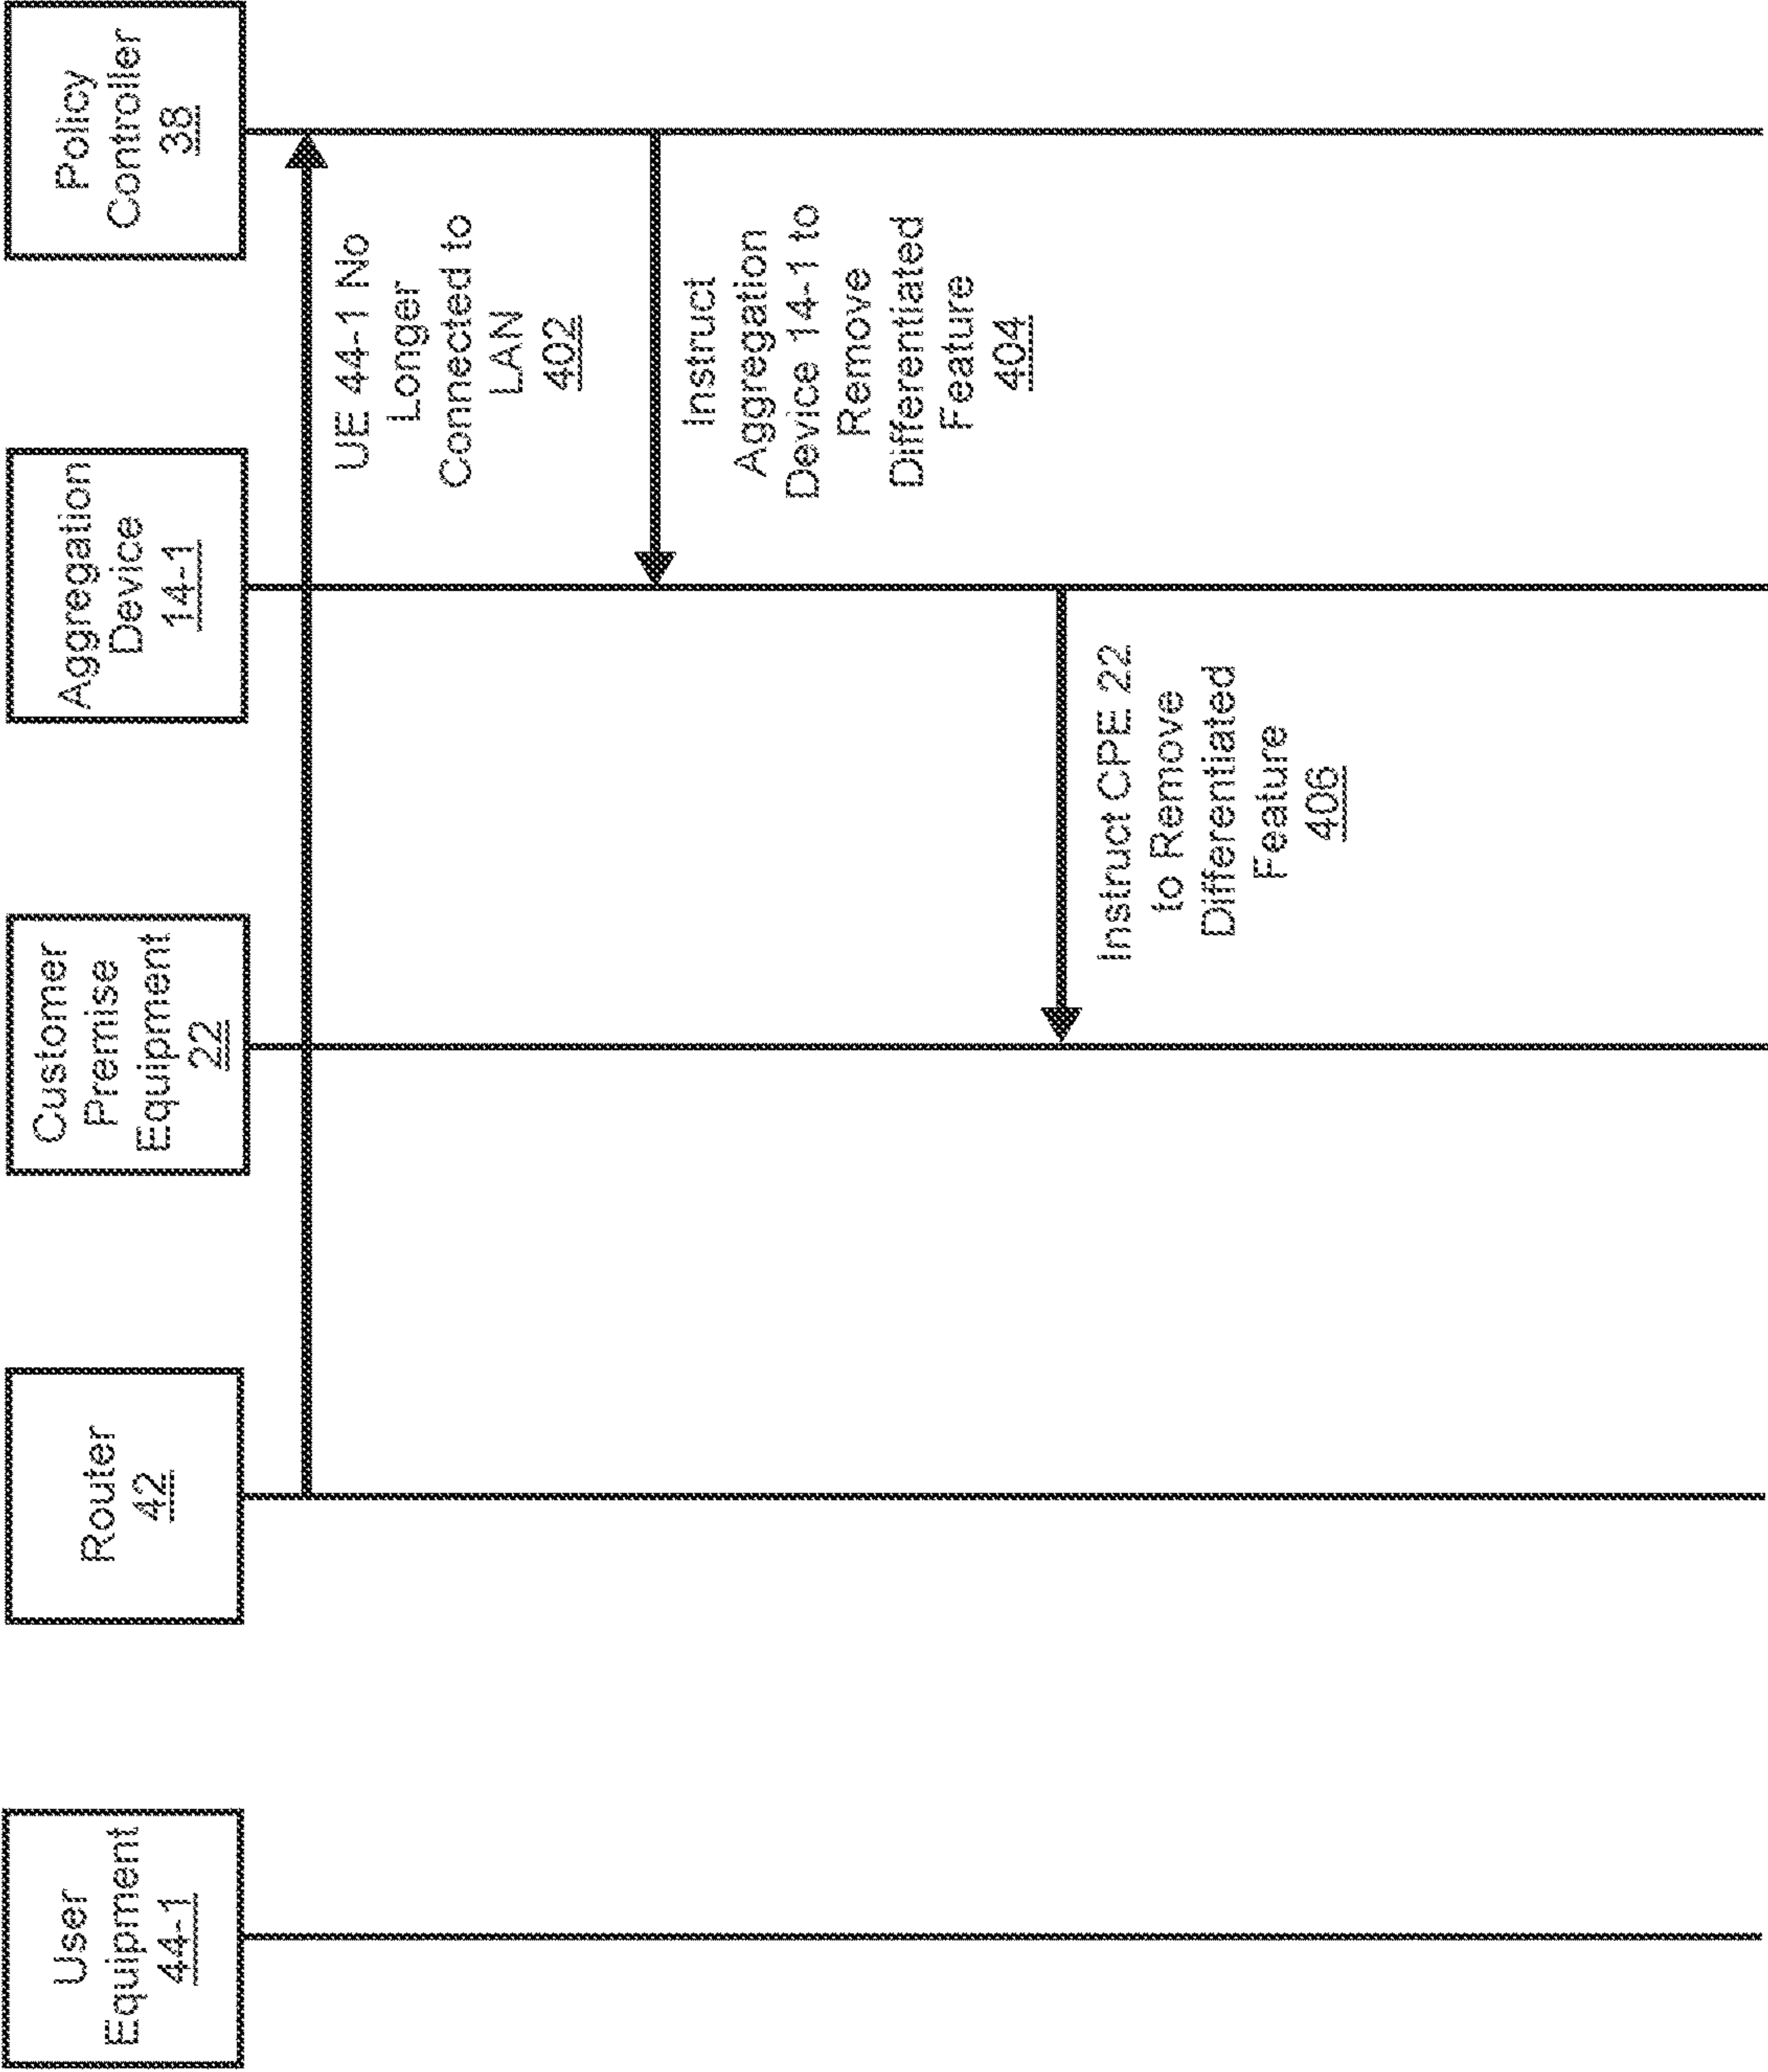 User
Equipment
44-1
Router
42
Customer
Premise
Equipment
22
Aggregation
Device
14-1
Policy
Controller
38
UE 44-1 No
Longer
Connected to
LAN
402
Instruct
Aggregation
Device 14-1 to
Remove
Differentiated
Feature
404
Instruct CPE 22
to Remove
Differentiated
Feature
406